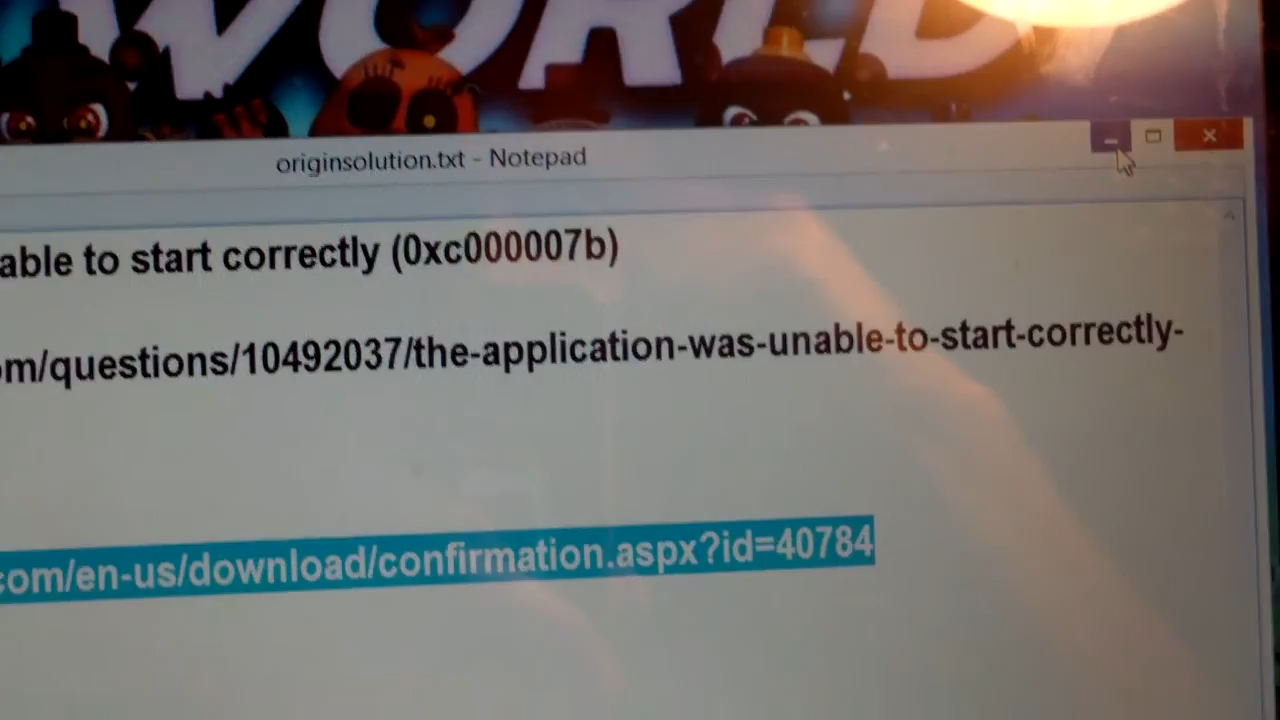 WORLD
originsolution.txt - Notepad
able to start correctly (0xc000007b)
om/questions/10492037/the-application-was-unable-to-start-correctly-
com/en-us/download/confirmation.aspx?id=40784